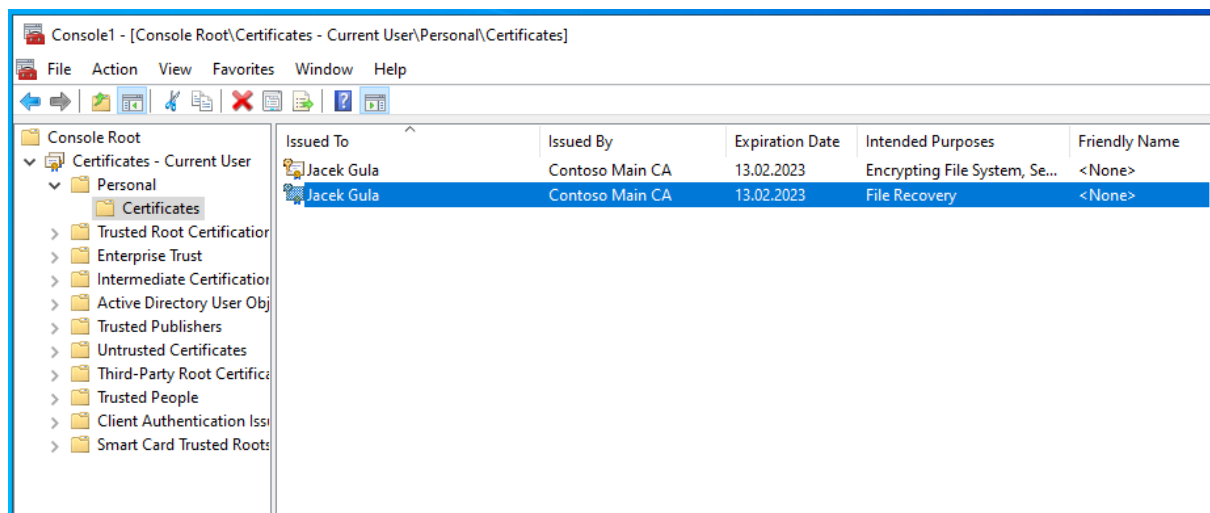 Console1 - [Console Root\Certificates - Current User\Personal\Certificates]
File Action View Favorites Window Help
Console Root
Certificates - Current User
Personal
Certificates
Trusted Root Certification
Enterprise Trust
Intermediate Certification
Active Directory User Obj
Trusted Publishers
Untrusted Certificates
Third-Party Root Certifica
Trusted People
Client Authentication Issu
Smart Card Trusted Roots
Issued To Issued By Expiration Date Intended Purposes Friendly Name
Jacek Gula Contoso Main CA 13.02.2023 Encrypting File System, Se... <None>
Jacek Gula Contoso Main CA 13.02.2023 File Recovery <None>